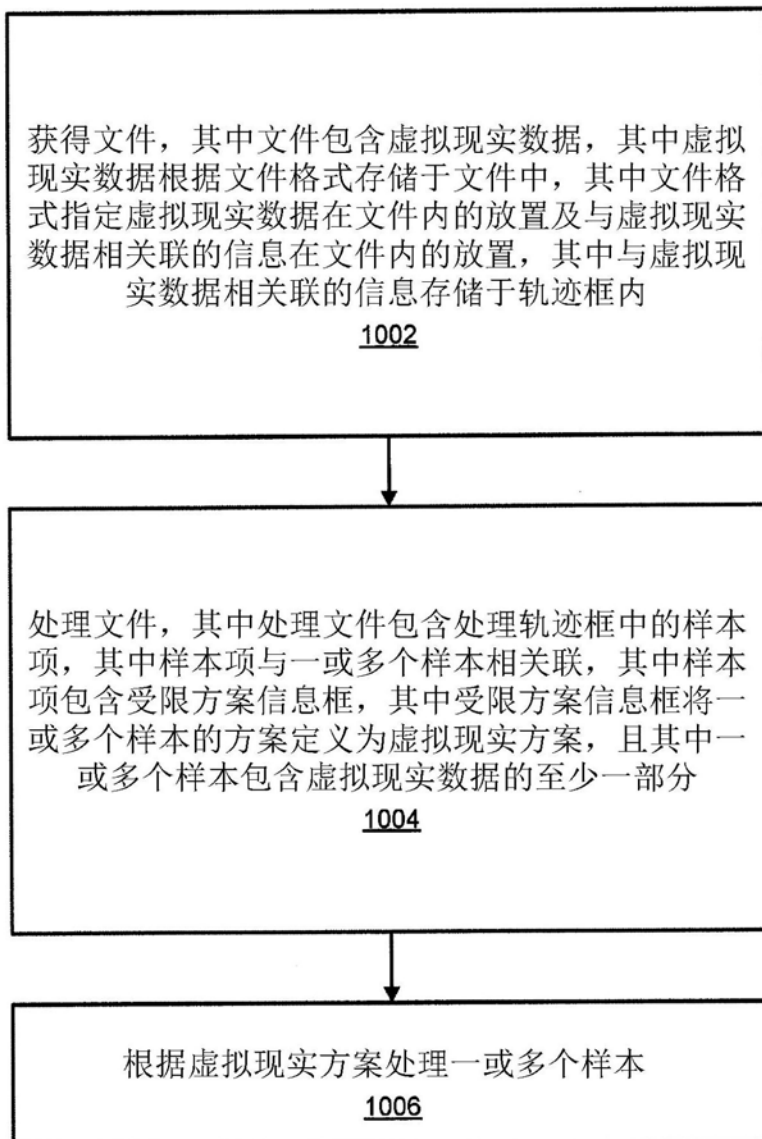 获得文件，其中文件包含虚拟现实数据，其中虚拟
现实数据根据文件格式存储于文件中，其中文件格
式指定虚拟现实数据在文件内的放置及与虚拟现实
数据相关联的信息在文件内的放置，其中与虚拟现
实数据相关联的信息存储于轨迹框内
1002
处理文件，其中处理文件包含处理轨迹框中的样本
项，其中样本项与一或多个样本相关联，其中样本
项包含受限方案信息框，其中受限方案信息框将一
或多个样本的方案定义为虚拟现实方案，且其中一
或多个样本包含虚拟现实数据的至少一部分
1004
根据虚拟现实方案处理一或多个样本
1006